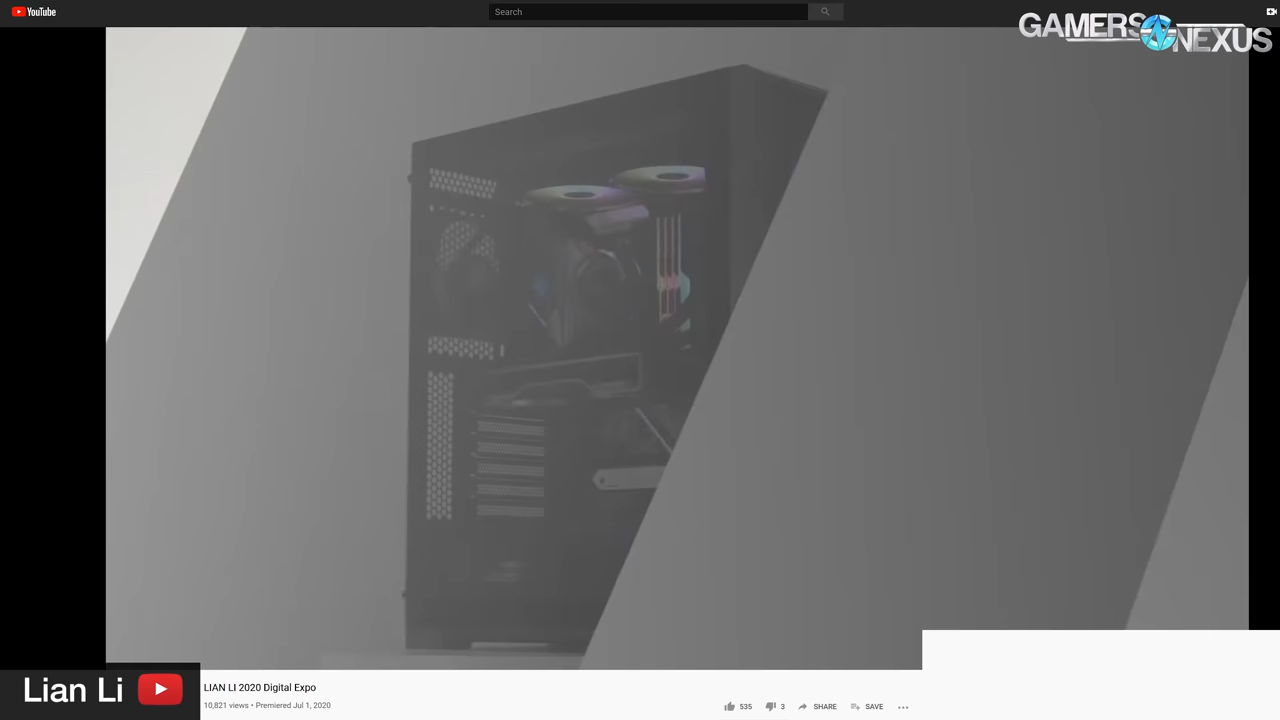 YouTube
Search
GAMERS NEXUS
Lian Li
LIAN LI 2020 Digital Expo
10,821 views • Premiered Jul 1, 2020
535
3
SHARE
SAVE